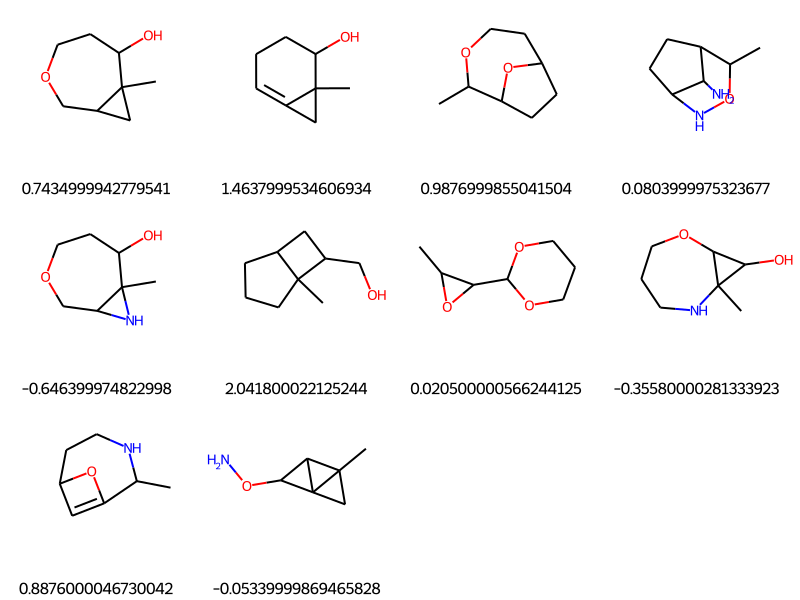 OH
O
0.7434999942779541
OH
1.4637999534606934
O
O
0.9876999855041504
NH2
O
N
H
0.0803999975323677
OH
O
NH
-0.646399974822998
OH
2.041800022125244
O
O
O
0.020500000566244125
O
OH
NH
-0.35580000281333923
NH
O
0.8876000046730042
H2N
O
-0.05339999869465828